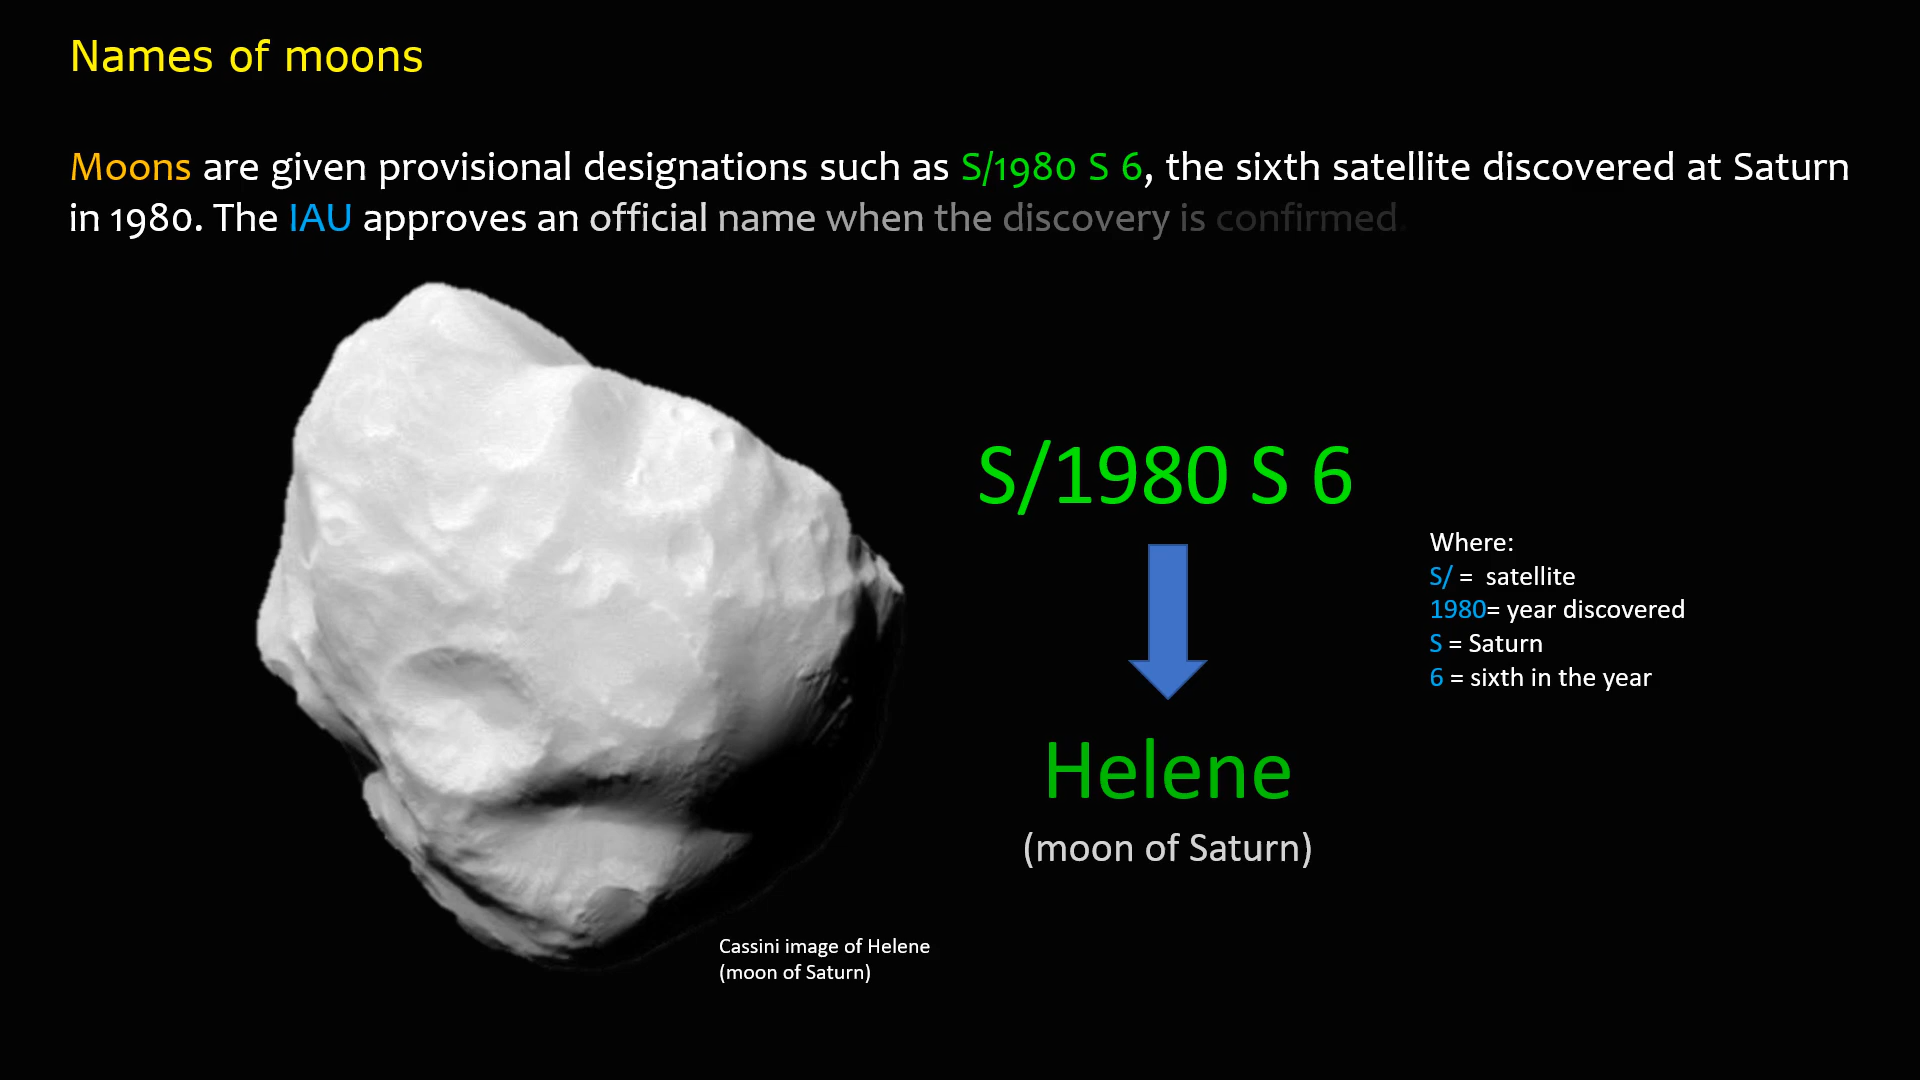 Names of moons
Moons are given provisional designations such as S/1980 S 6, the sixth satellite discovered at Saturn
in 1980. The IAU approves an official name when the discovery is confirmed.
S/1980 S 6
Where:
S/ = satellite
1980= year discovered
S = Saturn
6 = sixth in the year
Helene
(moon of Saturn)
Cassini image of Helene
(moon of Saturn)